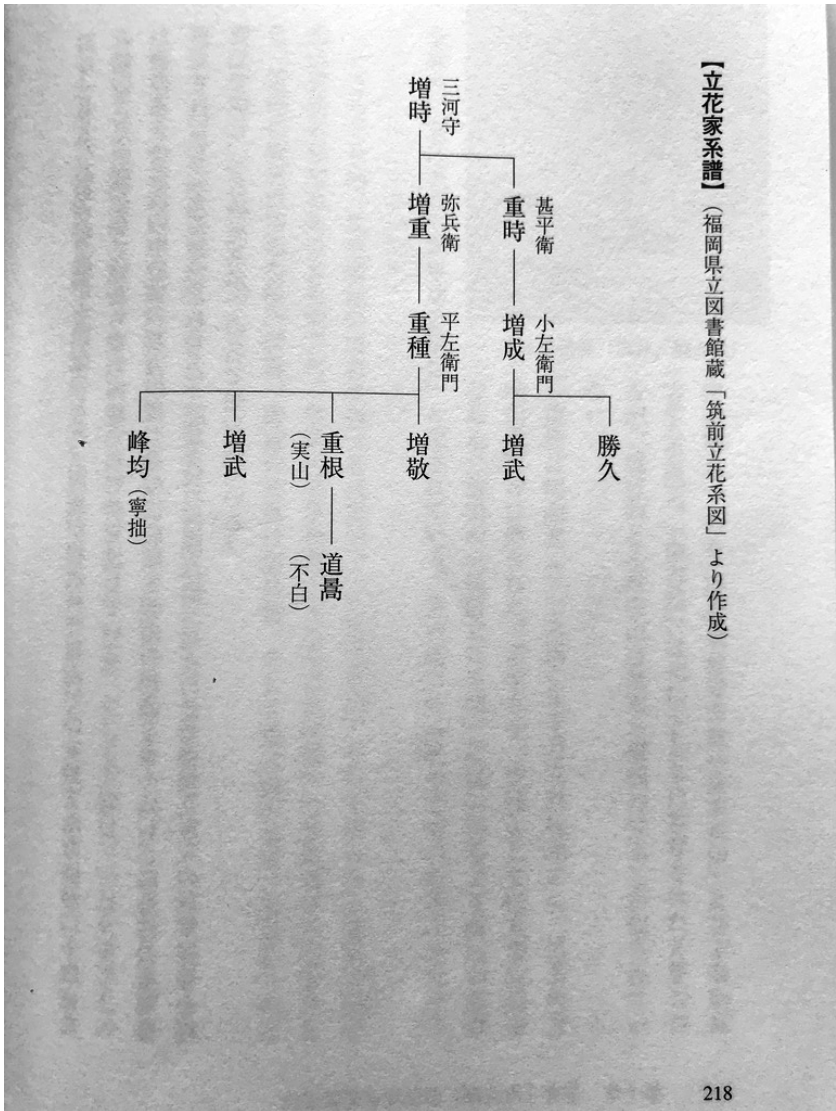 【立花家系譜】（福岡県立図書館蔵「筑前立花系図」より作成）
勝久
甚平衛
重時
小左衛門
増成
増武
三河守
増時
弥兵衛
増重
平左衛門
重種
増敬
重根
（実山）
道暠
（不白）
増武
峰均（寧拙）
218